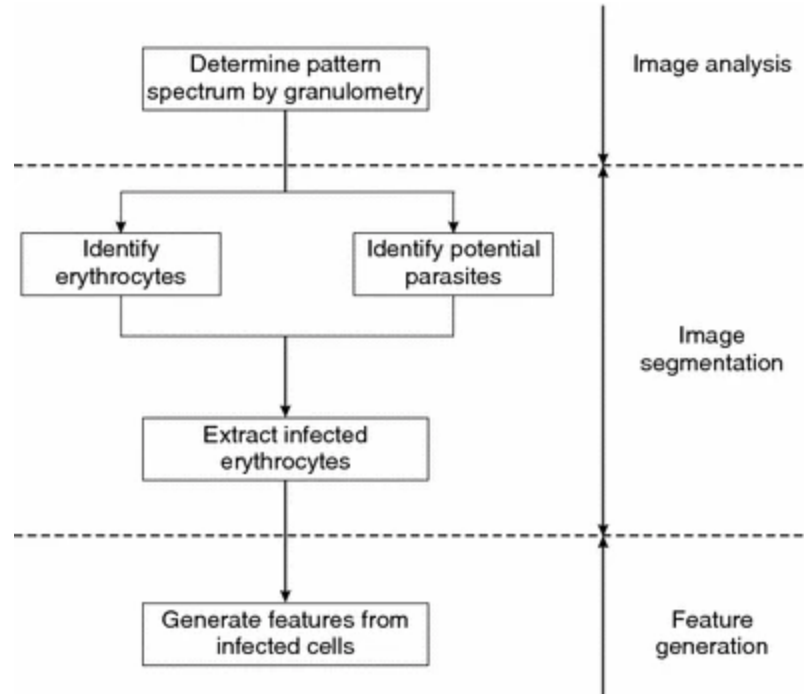 Determine pattern
spectrum by granulometry
Image analysis
Identify
erythrocytes
Identify potential
parasites
Image
segmentation
Extract infected
erythrocytes
Generate features from
infected cells
Feature
generation